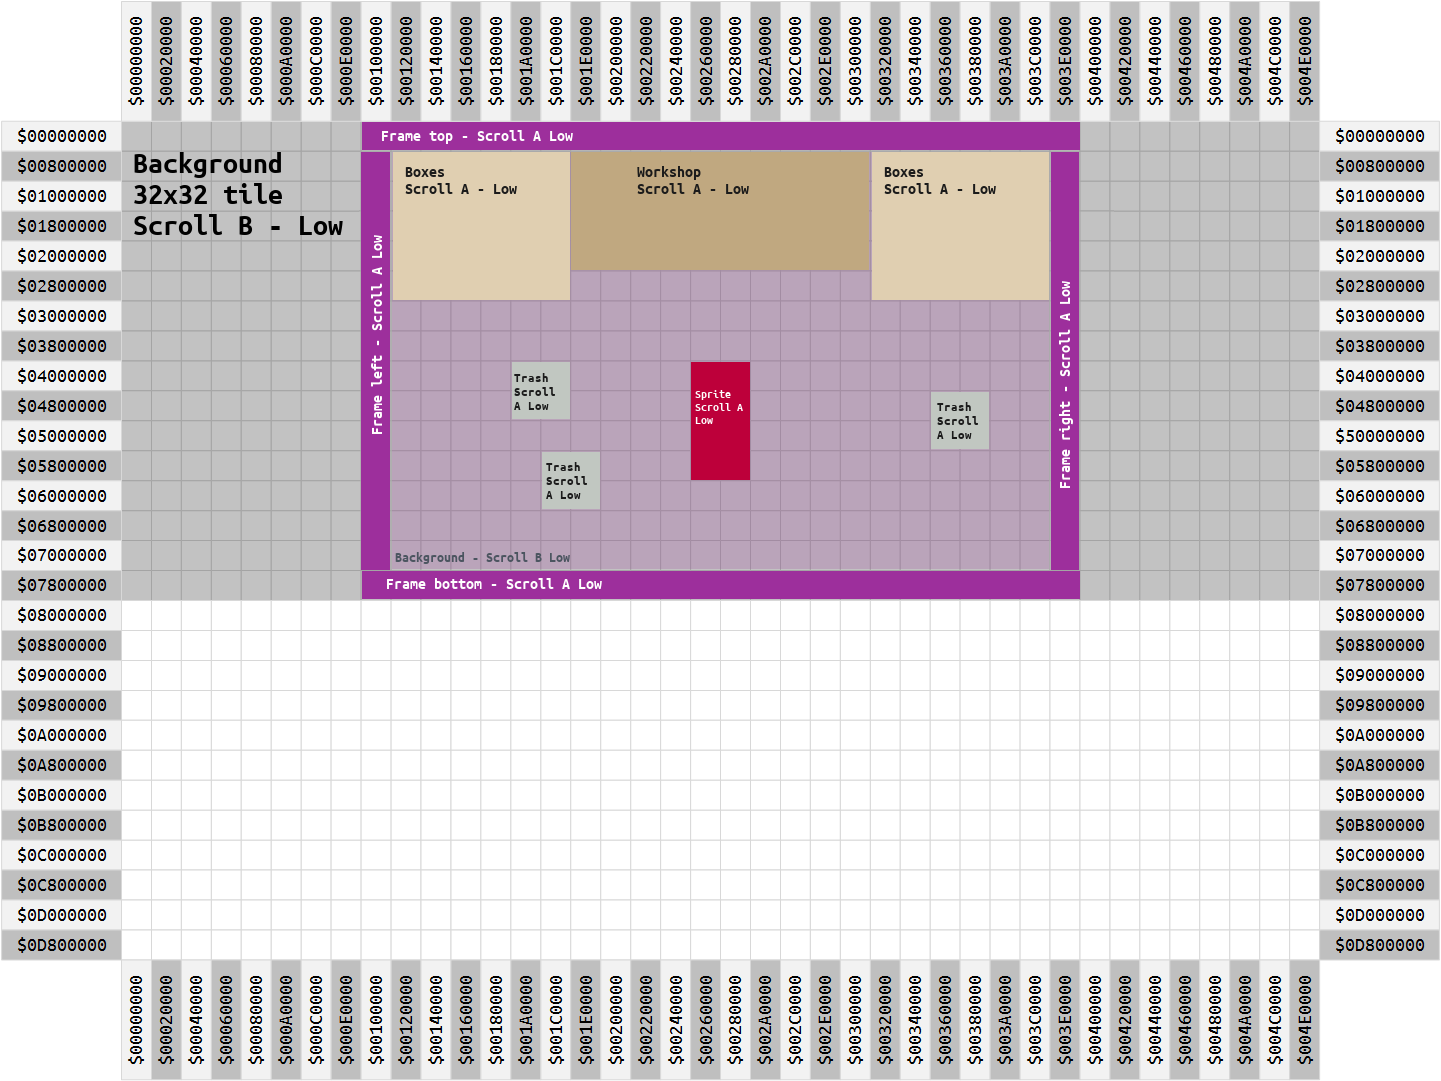 $00000000 $00020000 $00040000 $00060000 $00080000 $000A0000 $000C0000 $000E0000 $00100000 $00120000 $00140000 $00160000 $00180000 $001A0000 $001C0000 $001E0000 $00200000 $00220000 $00240000 $00260000 $00280000 $002A0000 $002C0000 $002E0000 $00300000 $00320000 $00340000 $00360000 $00380000 $003A0000 $003C0000 $003E0000 $00400000 $00420000 $00440000 $00460000 $00480000 $004A0000 $004C0000 $004E0000
$00000000 Frame top - Scroll A Low $00000000
$00800000 $00800000
$01000000 $01000000
$01800000 $01800000
$02000000 $02000000
$02800000 $02800000
$03000000 $03000000
$03800000 $03800000
$04000000 $04000000
$04800000 $04800000
$05000000 $50000000
$05800000 $05800000
$06000000 $06000000
$06800000 $06800000
$07000000 $07000000
$07800000 Frame bottom - Scroll A Low $07800000
$08000000 $08000000
$08800000 $08800000
$09000000 $09000000
$09800000 $09800000
$0A000000 $0A000000
$0A800000 $0A800000
$0B000000 $0B000000
$0B800000 $0B800000
$0C000000 $0C000000
$0C800000 $0C800000
$0D000000 $0D000000
$0D800000 $0D800000
Background
32x32 tile
Scroll B - Low
Frame left - Scroll A Low
Boxes
Scroll A - Low
Workshop
Scroll A - Low
Boxes
Scroll A - Low
Frame right - Scroll A Low
Trash
Scroll
A Low
Sprite
Scroll A
Low
Trash
Scroll
A Low
Trash
Scroll
A Low
Background - Scroll B Low
$00000000 $00020000 $00040000 $00060000 $00080000 $000A0000 $000C0000 $000E0000 $00100000 $00120000 $00140000 $00160000 $00180000 $001A0000 $001C0000 $001E0000 $00200000 $00220000 $00240000 $00260000 $00280000 $002A0000 $002C0000 $002E0000 $00300000 $00320000 $00340000 $00360000 $00380000 $003A0000 $003C0000 $003E0000 $00400000 $00420000 $00440000 $00460000 $00480000 $004A0000 $004C0000 $004E0000